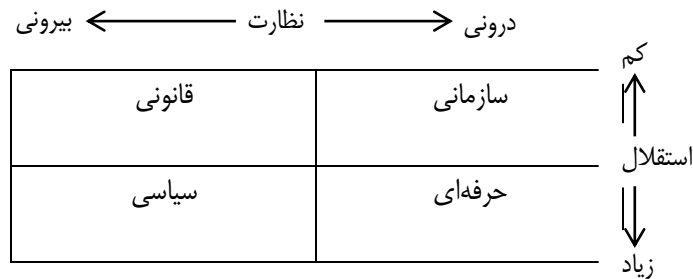 درونی نظارت بیرونی
کم
سازمانی قانونی
استقلال
حرفه‌ای سیاسی
زیاد